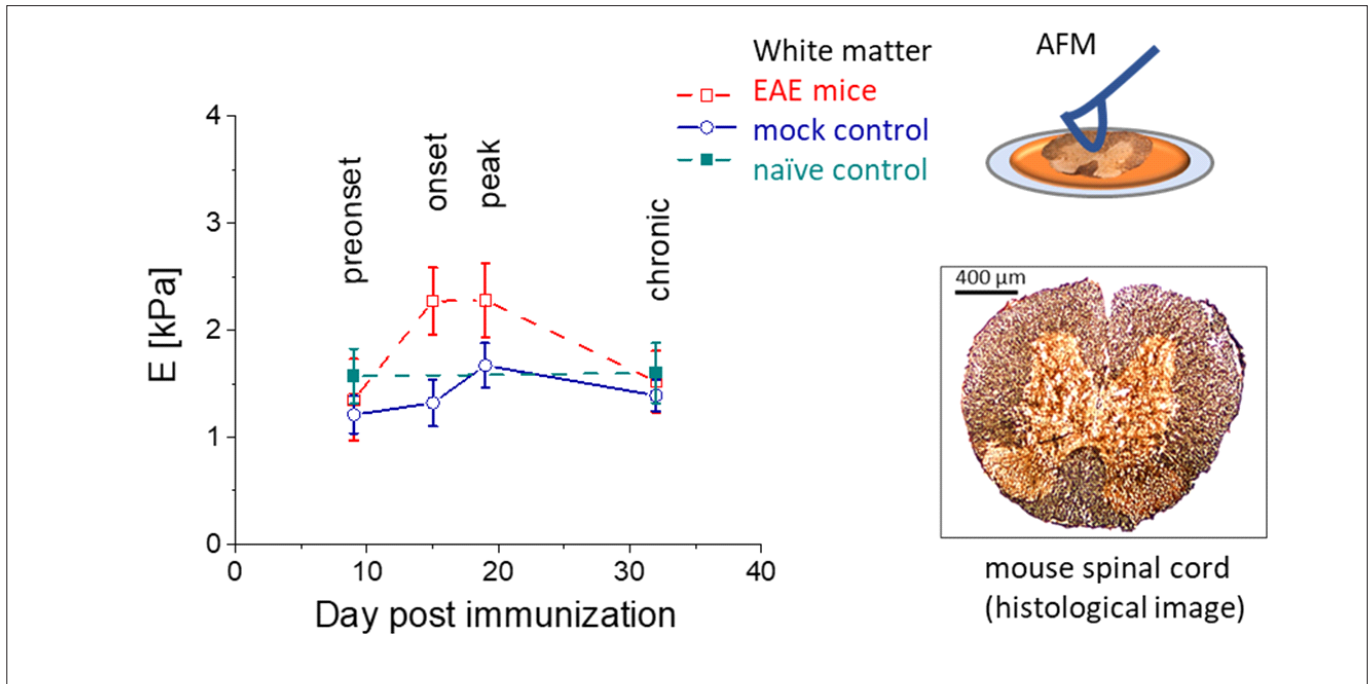 White matter
EAE mice
mock control
naïve control
AFM
4
3
2
1
0
E [kPa]
preonset
onset
peak
chronic
0
10
20
30
40
Day post immunization
400 µm
mouse spinal cord
(histological image)